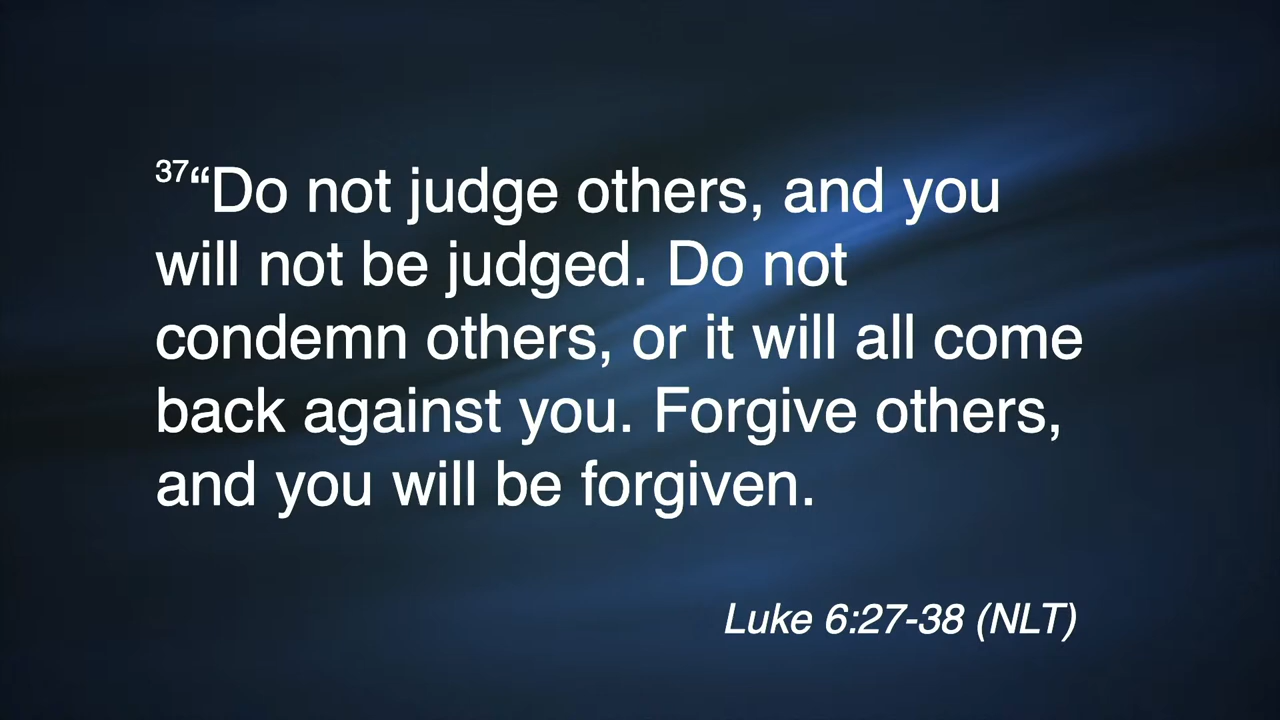 37“Do not judge others, and you
will not be judged. Do not
condemn others, or it will all come
back against you. Forgive others,
and you will be forgiven.
Luke 6:27-38 (NLT)